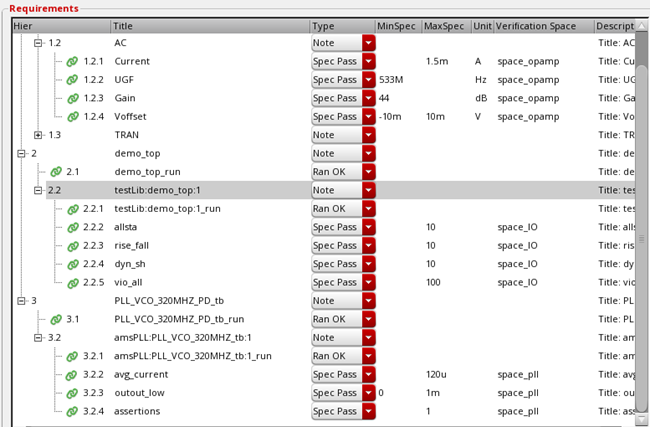 Requirements
Hier Title Type MinSpec MaxSpec Unit Verification Space Descript
1.2 AC Note Title: AC
1.2.1 Current Spec Pass 1.5m A space_opamp Title: Cu
1.2.2 UGF Spec Pass 533M Hz space_opamp Title: UG
1.2.3 Gain Spec Pass 44 dB space_opamp Title: Ga
1.2.4 Voffset Spec Pass -10m 10m V space_opamp Title: Vo
1.3 TRAN Note Title: TR
2 demo_top Note Title: de
2.1 demo_top_run Ran OK Title: de
2.2 testLib:demo_top:1 Note Title: tes
2.2.1 testLib:demo_top:1_run Ran OK Title: tes
2.2.2 allsta Spec Pass 10 space_IO Title: alls
2.2.3 rise_fall Spec Pass 10 space_IO Title: ris
2.2.4 dyn_sh Spec Pass 10 space_IO Title: dy
2.2.5 vio_all Spec Pass 100 space_IO Title: vio
3 PLL_VCO_320MHZ_PD_tb Note Title: PL
3.1 PLL_VCO_320MHZ_PD_tb_run Ran OK Title: PL
3.2 amsPLL:PLL_VCO_320MHZ_tb:1 Note Title: am
3.2.1 amsPLL:PLL_VCO_320MHZ_tb:1_run Ran OK Title: am
3.2.2 avg_current Spec Pass 120u space_pll Title: avg
3.2.3 outout_low Spec Pass 0 1m space_pll Title: ou
3.2.4 assertions Spec Pass 1 space_pll Title: ass